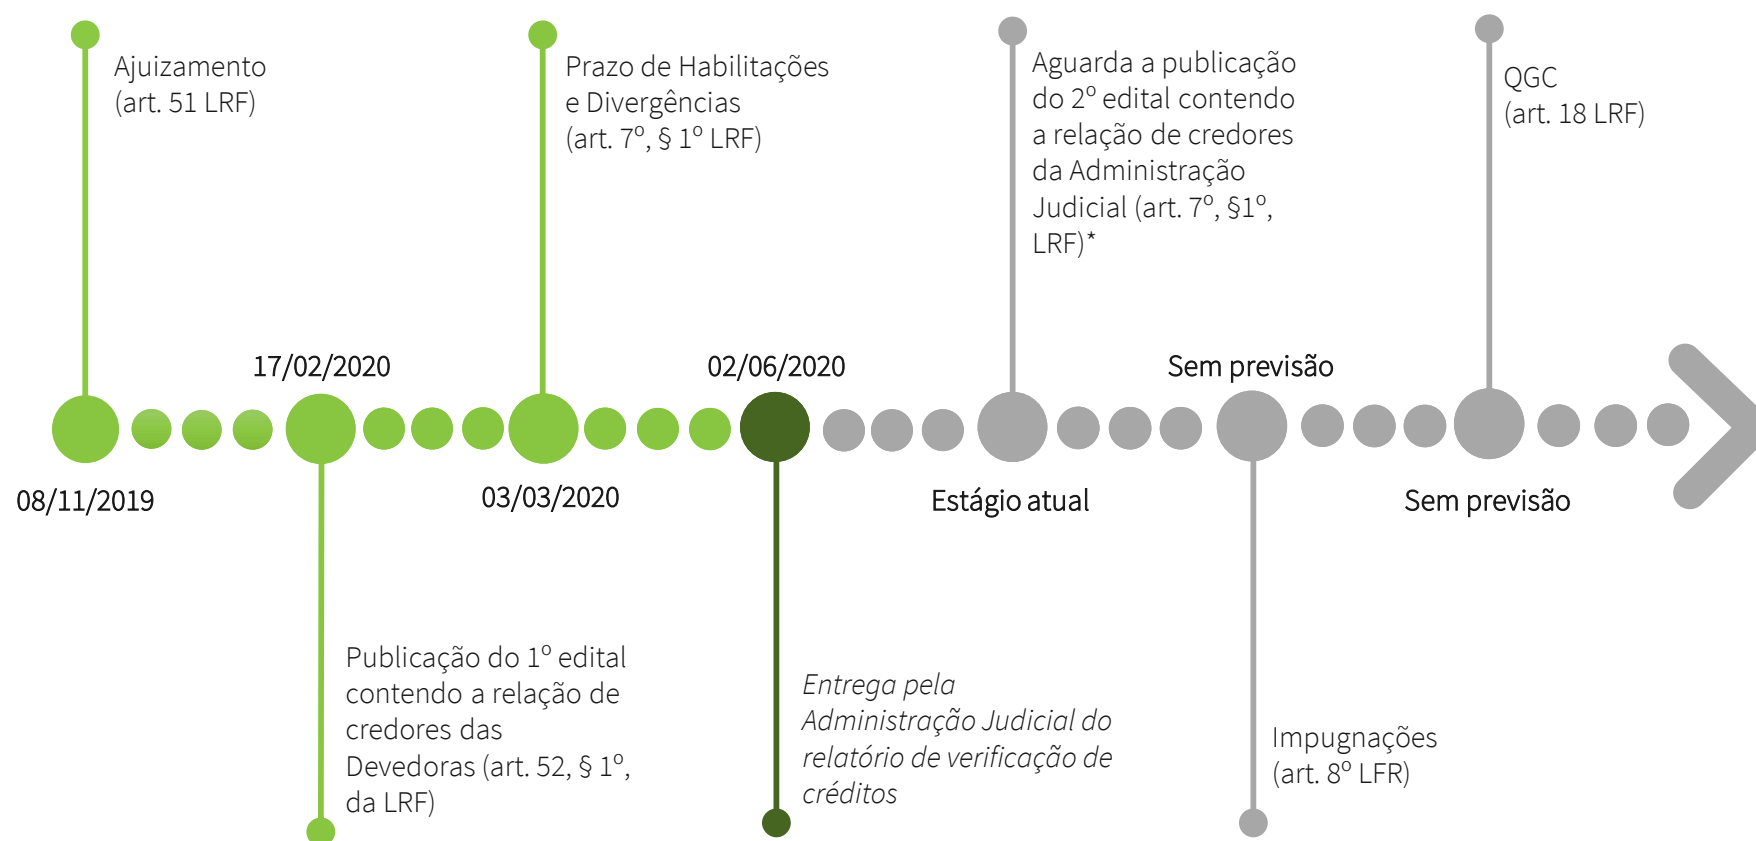 Ajuizamento
(art. 51 LRF)
08/11/2019
17/02/2020
Publicação do 1º edital
contendo a relação de
credores das
Devedoras (art. 52, § 1º,
da LRF)
Prazo de Habilitações
e Divergências
(art. 7º, § 1º LRF)
03/03/2020
02/06/2020
Entrega pela
Administração Judicial do
relatório de verificação de
créditos
Aguarda a publicação
do 2º edital contendo
a relação de credores
da Administração
Judicial (art. 7º, §1º,
LRF)*
Estágio atual
Sem previsão
Impugnações
(art. 8º LFR)
QGC
(art. 18 LRF)
Sem previsão